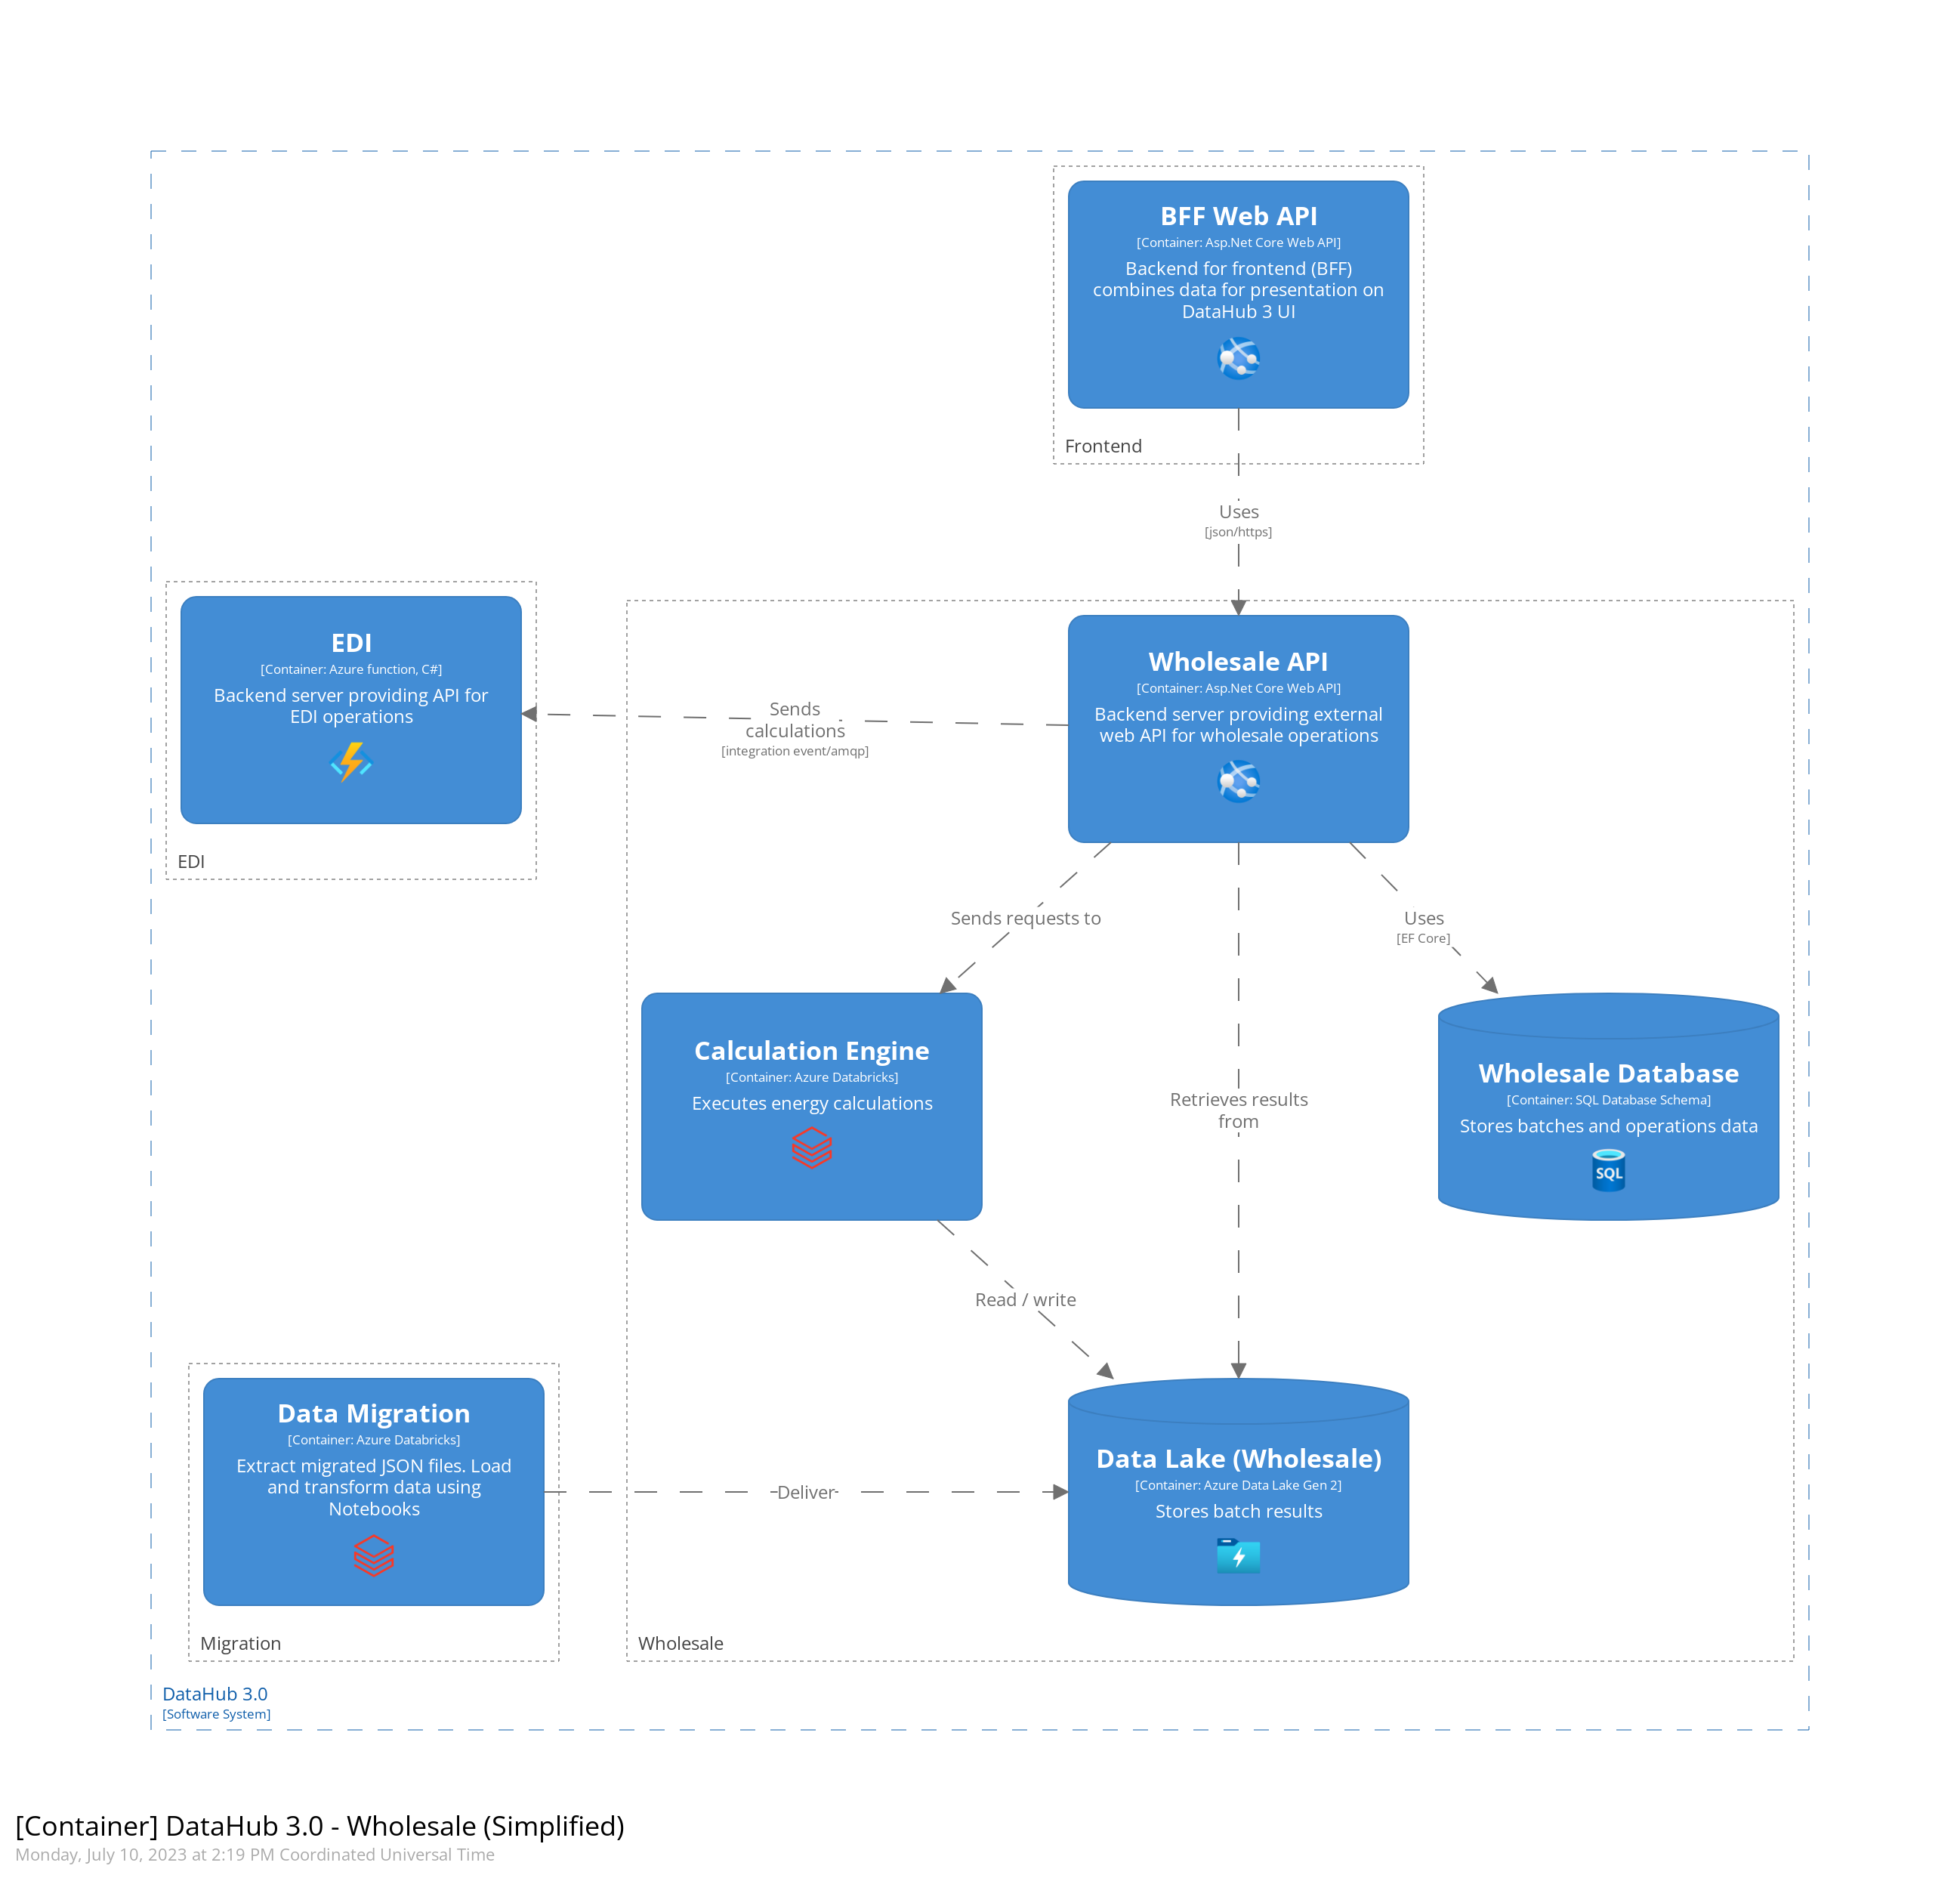 BFF Web API
[Container: Asp.Net Core Web API]
Backend for frontend (BFF)
combines data for presentation on
DataHub 3 UI
Frontend
Uses
[json/https]
EDI
[Container: Azure function, C#]
Backend server providing API for
EDI operations
EDI
Sends
calculations
[integration event/amqp]
Wholesale API
[Container: Asp.Net Core Web API]
Backend server providing external
web API for wholesale operations
Sends requests to
Uses
[EF Core]
Calculation Engine
[Container: Azure Databricks]
Executes energy calculations
Retrieves results
from
Wholesale Database
[Container: SQL Database Schema]
Stores batches and operations data
SQL
Read / write
Data Migration
[Container: Azure Databricks]
Extract migrated JSON files. Load
and transform data using
Notebooks
Migration
Deliver
Data Lake (Wholesale)
[Container: Azure Data Lake Gen 2]
Stores batch results
Wholesale
DataHub 3.0
[Software System]
[Container] DataHub 3.0 - Wholesale (Simplified)
Monday, July 10, 2023 at 2:19 PM Coordinated Universal Time